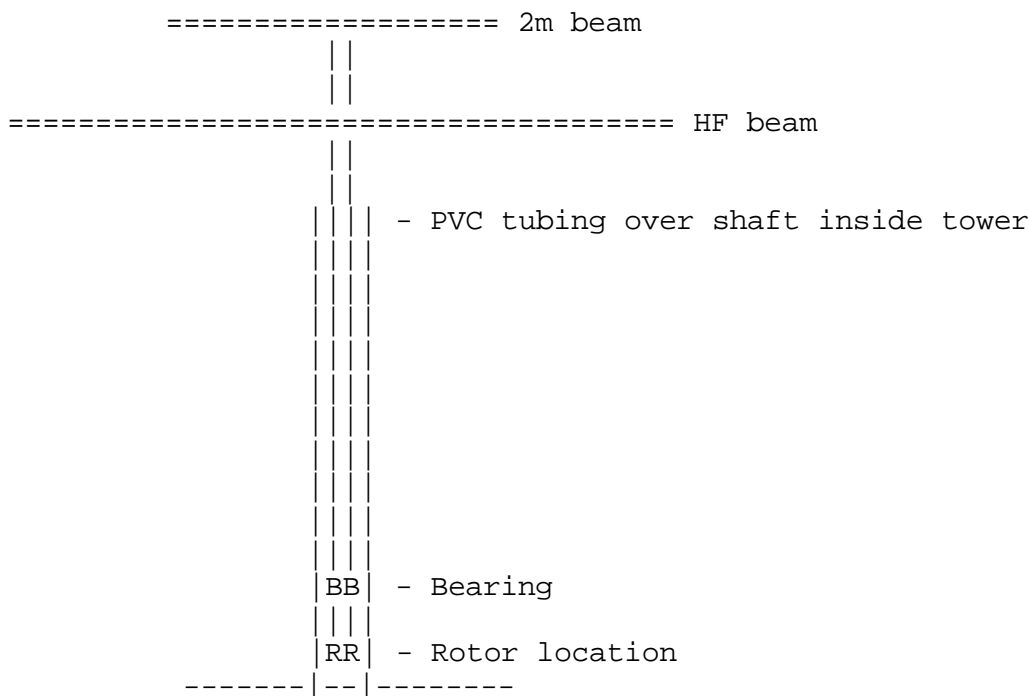 =================== 2m beam
====================================== HF beam
- PVC tubing over shaft inside tower
BB - Bearing
RR - Rotor location